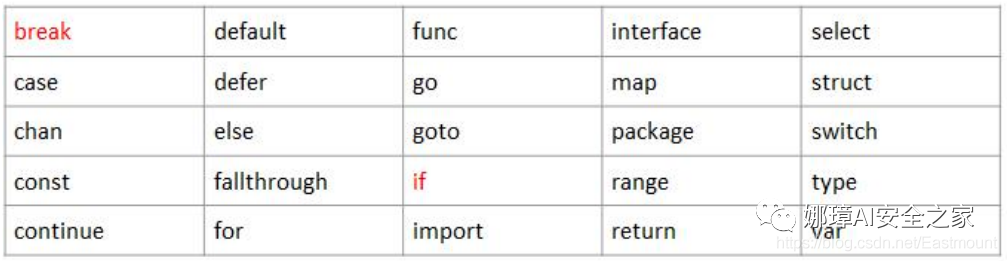 break default func interface select
case defer go map struct
chan else goto package switch
const fallthrough if range type
continue for import return var
娜璋AI安全之家
https://blog.csdn.net/Eastmount